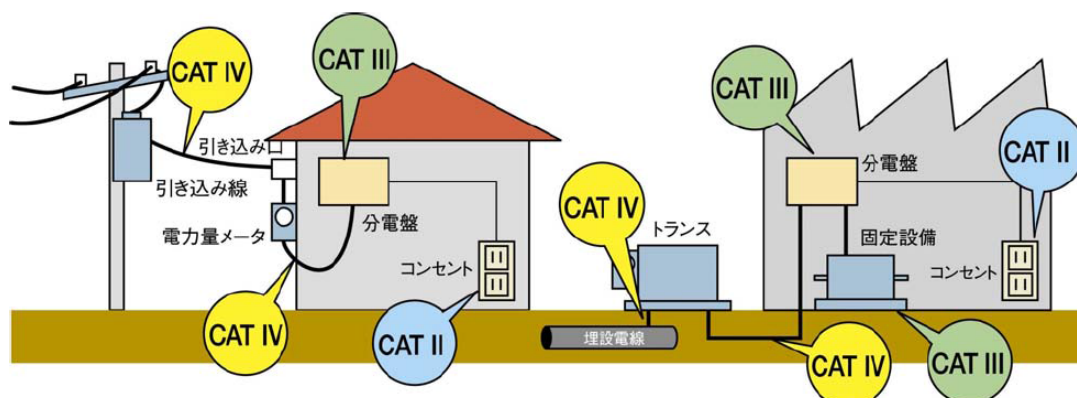 CAT IV
CAT III
引き込み口
引き込み線
電力量メータ
分電盤
コンセント
CAT IV
CAT II
CAT IV
トランス
埋設電線
CAT IV
CAT III
分電盤
CAT II
固定設備
コンセント
CAT III